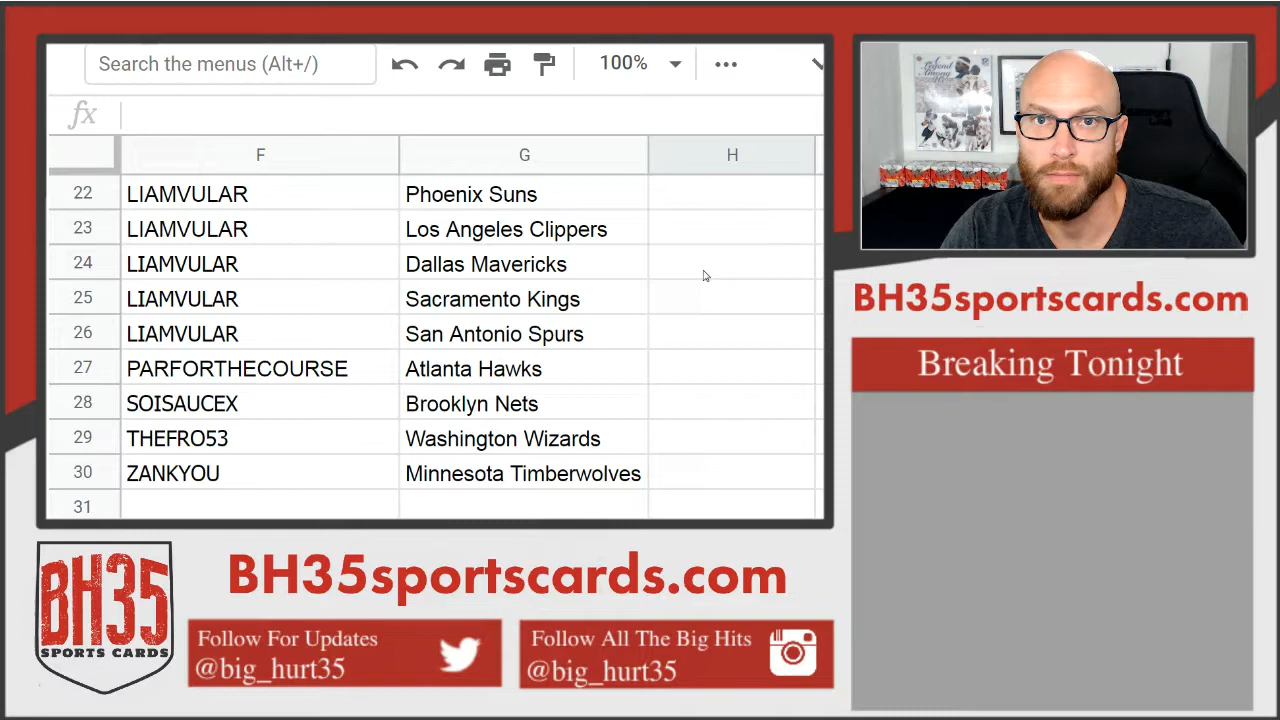 Search the menus (Alt+/)
100%
fx
F G H
22 LIAMVULAR Phoenix Suns
23 LIAMVULAR Los Angeles Clippers
24 LIAMVULAR Dallas Mavericks
25 LIAMVULAR Sacramento Kings
26 LIAMVULAR San Antonio Spurs
27 PARFORTHECOURSE Atlanta Hawks
28 SOISAUCEX Brooklyn Nets
29 THEFRO53 Washington Wizards
30 ZANKYOU Minnesota Timberwolves
31
Legend
Among
BH35sportscards.com
Breaking Tonight
BH35
SPORTS CARDS
BH35sportscards.com
Follow For Updates
@big_hurt35
Follow All The Big Hits
@big_hurt35